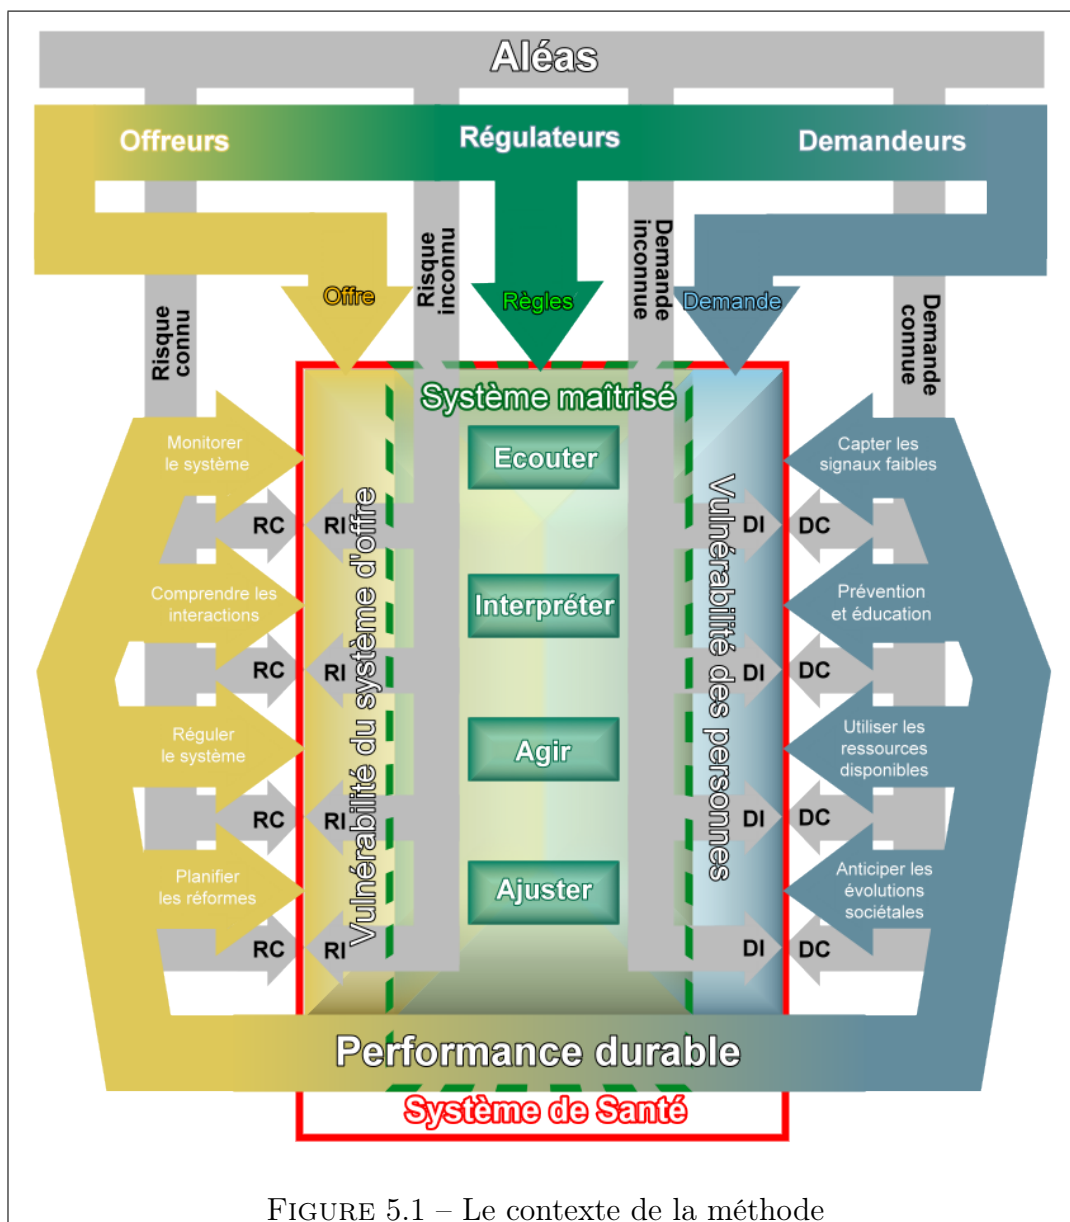 Aléas
Offreurs
Régulateurs
Demandeurs
Risque
connu
Offre
Risque
inconnu
Règles
Demande
inconnue
Demande
Demande
connue
Système maîtrisé
Monitorer
le système
Ecouter
Capter les
signaux faibles
RC
RI
DI
DC
Comprendre les
interactions
Interpréter
Prévention
et éducation
RC
RI
DI
DC
Vulnérabilité du système d'offre
Vulnérabilité des personnes
Réguler
le système
Agir
Utiliser les
ressources
disponibles
RC
RI
DI
DC
Planifier
les réformes
Ajuster
Anticiper les
évolutions
sociétales
RC
RI
DI
DC
Performance durable
Système de Santé
FIGURE 5.1 – Le contexte de la méthode